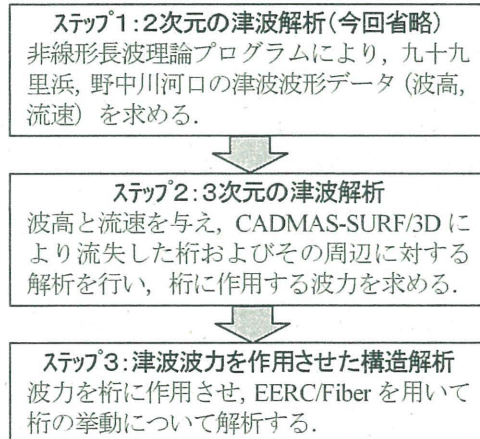 ステップ1:2次元の津波解析(今回省略)
非線形長波理論プログラムにより,九十九
里浜,野中川河口の津波波形データ(波高,
流速)を求める.
ステップ2:3次元の津波解析
波高と流速を与え,CADMAS-SURF/3D に
より流失した桁およびその周辺に対する
解析を行い,桁に作用する波力を求める.
ステップ3:津波波力を作用させた構造解析
波力を桁に作用させ,EERC/Fiber を用いて
桁の挙動について解析する.